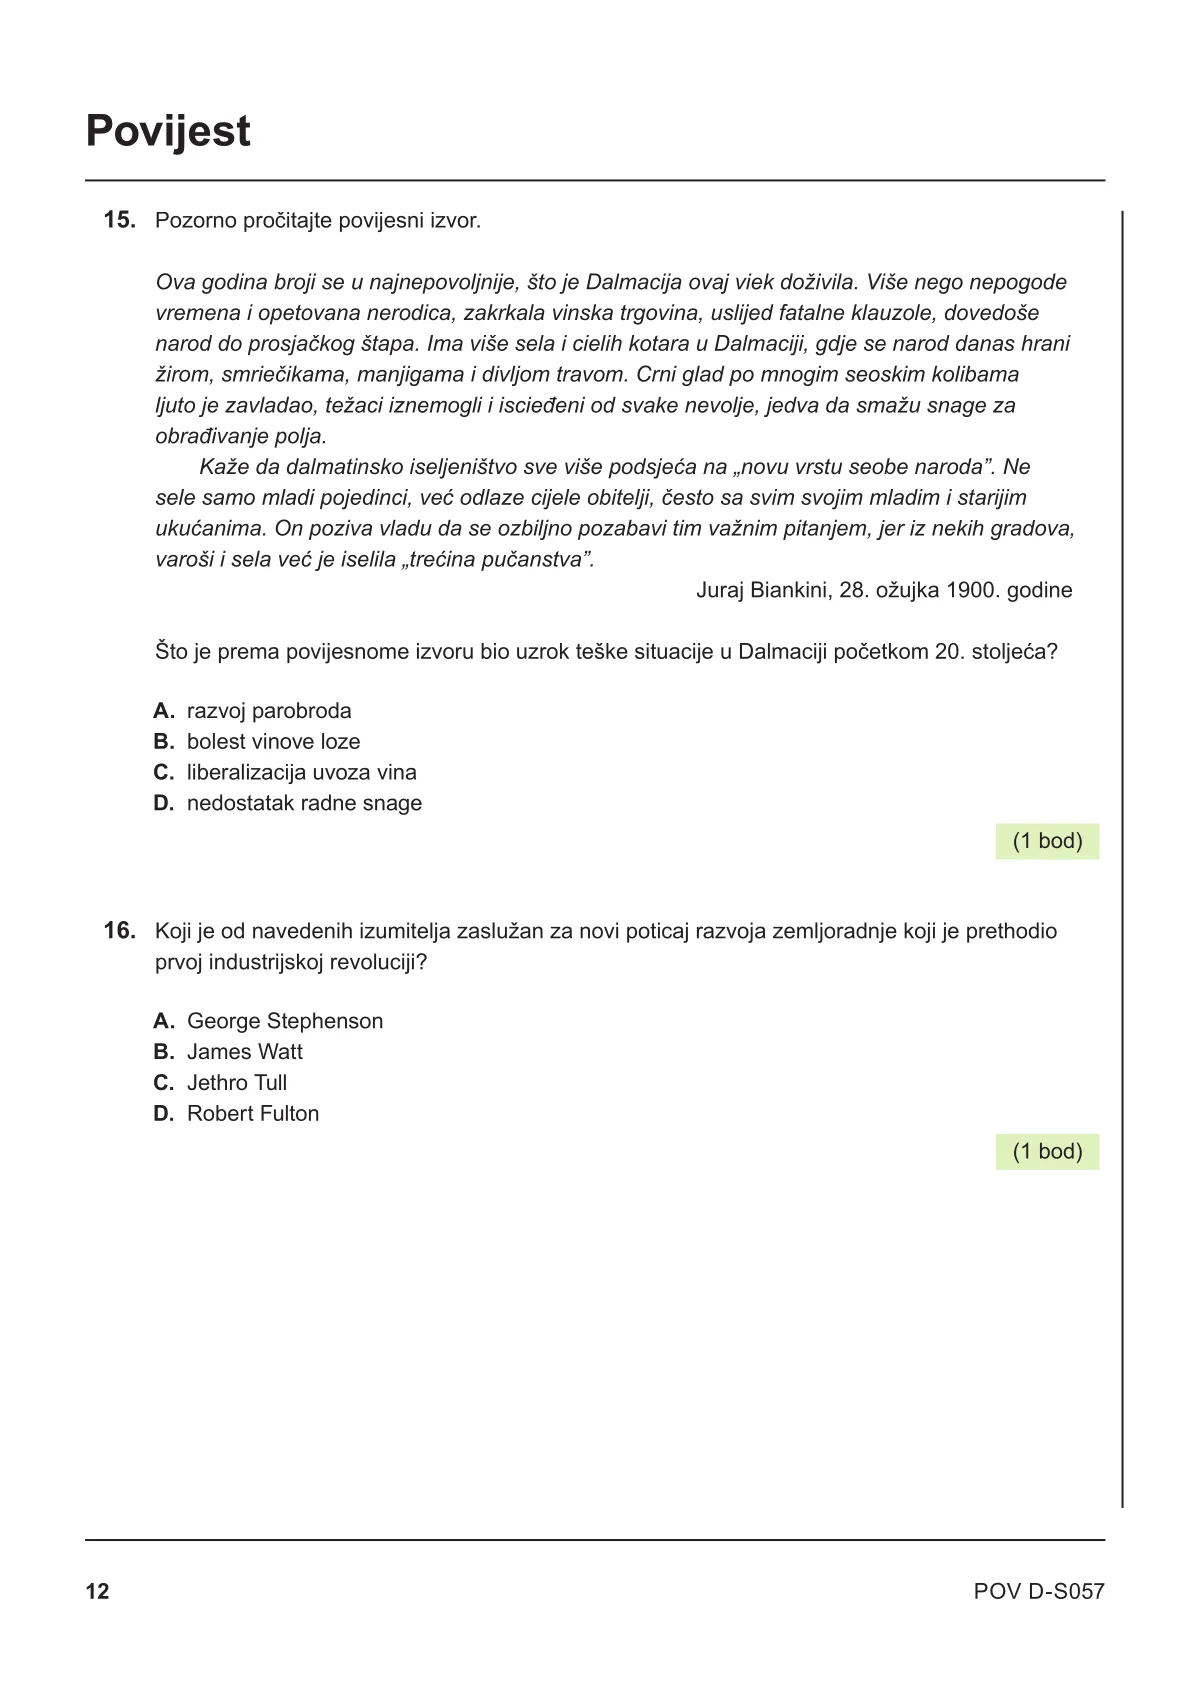 Povijest
15. Pozorno pročitajte povijesni izvor.
Ova godina broji se u najnepovoljnije, što je Dalmacija ovaj viek doživila. Više nego nepogode
vremena i opetovana nerodica, zakrkala vinska trgovina, uslijed fatalne klauzole, dovedoše
narod do prosjačkog štapa. Ima više sela i cielih kotara u Dalmaciji, gdje se narod danas hrani
žirom, smriečikama, manjigama i divljom travom. Crni glad po mnogim seoskim kolibama
ljuto je zavladao, težaci iznemogli i iscieđeni od svake nevolje, jedva da smažu snage za
obrađivanje polja.
Kaže da dalmatinsko iseljeništvo sve više podsjeća na „novu vrstu seobe naroda”. Ne
sele samo mladi pojedinci, već odlaze cijele obitelji, često sa svim svojim mladim i starijim
ukućanima. On poziva vladu da se ozbiljno pozabavi tim važnim pitanjem, jer iz nekih gradova,
varoši i sela već je iselila „trećina pučanstva”.
Juraj Biankini, 28. ožujka 1900. godine
Što je prema povijesnome izvoru bio uzrok teške situacije u Dalmaciji početkom 20. stoljeća?
A. razvoj parobroda
B. bolest vinove loze
C. liberalizacija uvoza vina
D. nedostatak radne snage
(1 bod)
16. Koji je od navedenih izumitelja zaslužan za novi poticaj razvoja zemljoradnje koji je prethodio
prvoj industrijskoj revoluciji?
A. George Stephenson
B. James Watt
C. Jethro Tull
D. Robert Fulton
(1 bod)
12
POV D-S057